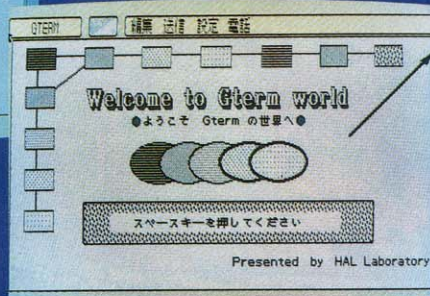 GTERM 編集 送信 設定 電話
Welcome to Gterm world
●ようこそ Gterm の世界へ●
スペースキーを押してください
Presented by HAL Laboratory